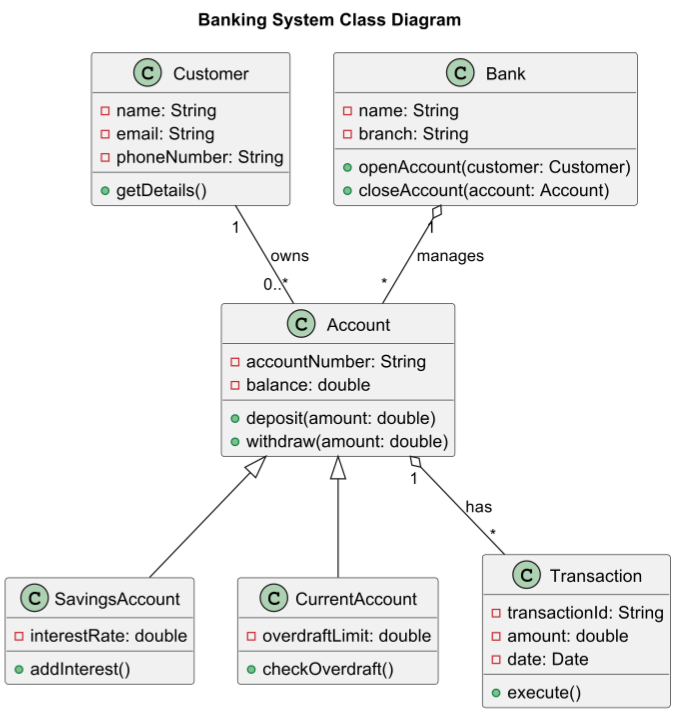 Banking System Class Diagram
C Customer
name: String
email: String
phoneNumber: String
getDetails()
C Bank
name: String
branch: String
openAccount(customer: Customer)
closeAccount(account: Account)
1
owns
0..*
1
manages
*
C Account
accountNumber: String
balance: double
deposit(amount: double)
withdraw(amount: double)
1
has
*
C SavingsAccount
interestRate: double
addInterest()
C CurrentAccount
overdraftLimit: double
checkOverdraft()
C Transaction
transactionId: String
amount: double
date: Date
execute()